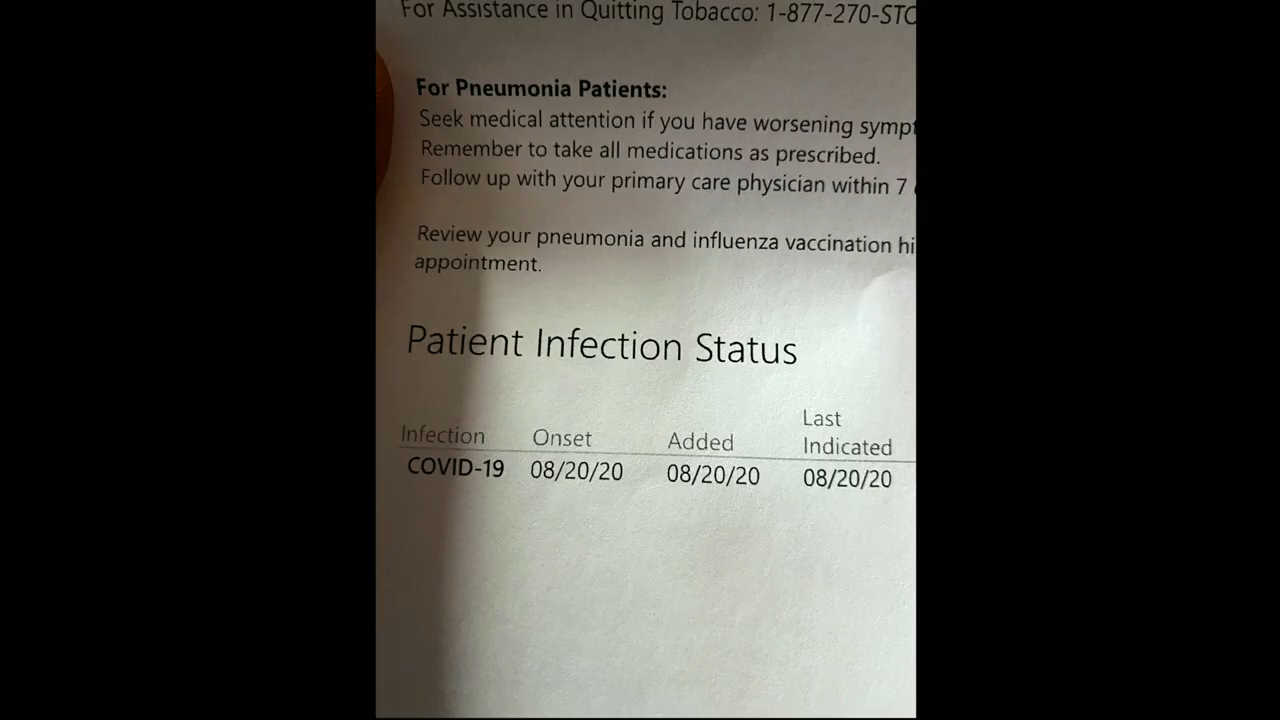 For Assistance in Quitting Tobacco: 1-877-270-STO
For Pneumonia Patients:
Seek medical attention if you have worsening sympt
Remember to take all medications as prescribed.
Follow up with your primary care physician within 7
Review your pneumonia and influenza vaccination hi
appointment.
Patient Infection Status
Infection Onset Added Last Indicated
COVID-19 08/20/20 08/20/20 08/20/20